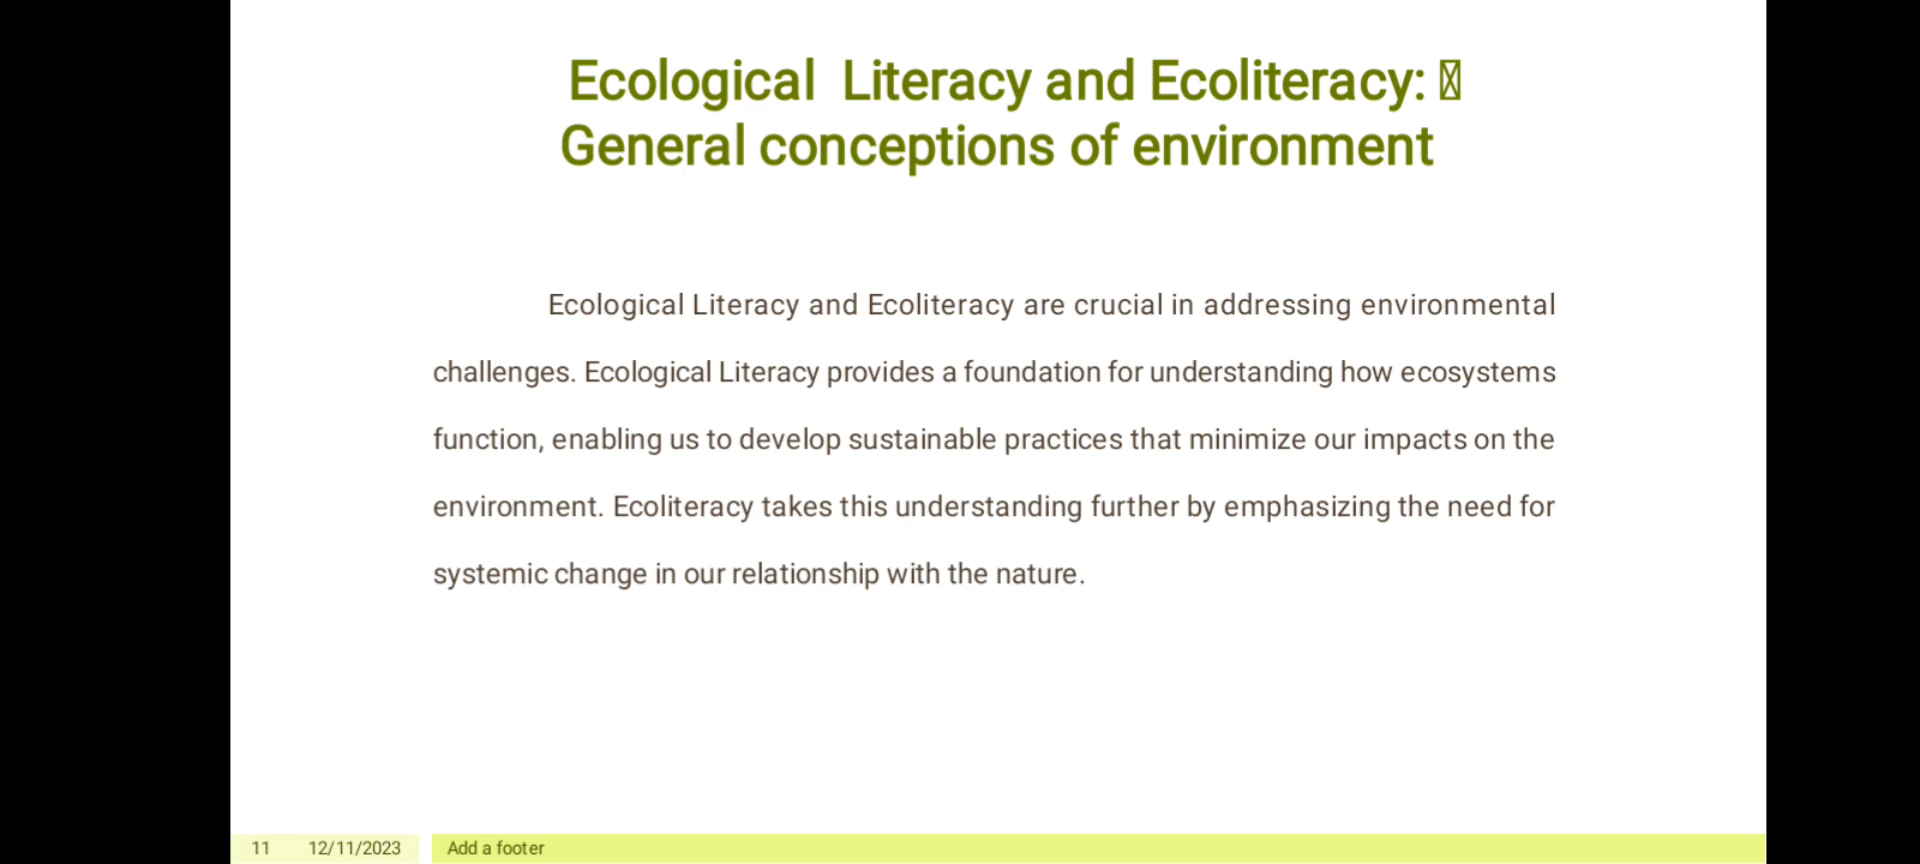 Ecological  Literacy and Ecoliteracy:
General conceptions of environment
Ecological Literacy and Ecoliteracy are crucial in addressing environmental
challenges. Ecological Literacy provides a foundation for understanding how ecosystems
function, enabling us to develop sustainable practices that minimize our impacts on the
environment. Ecoliteracy takes this understanding further by emphasizing the need for
systemic change in our relationship with the nature.
11 12/11/2023 Add a footer